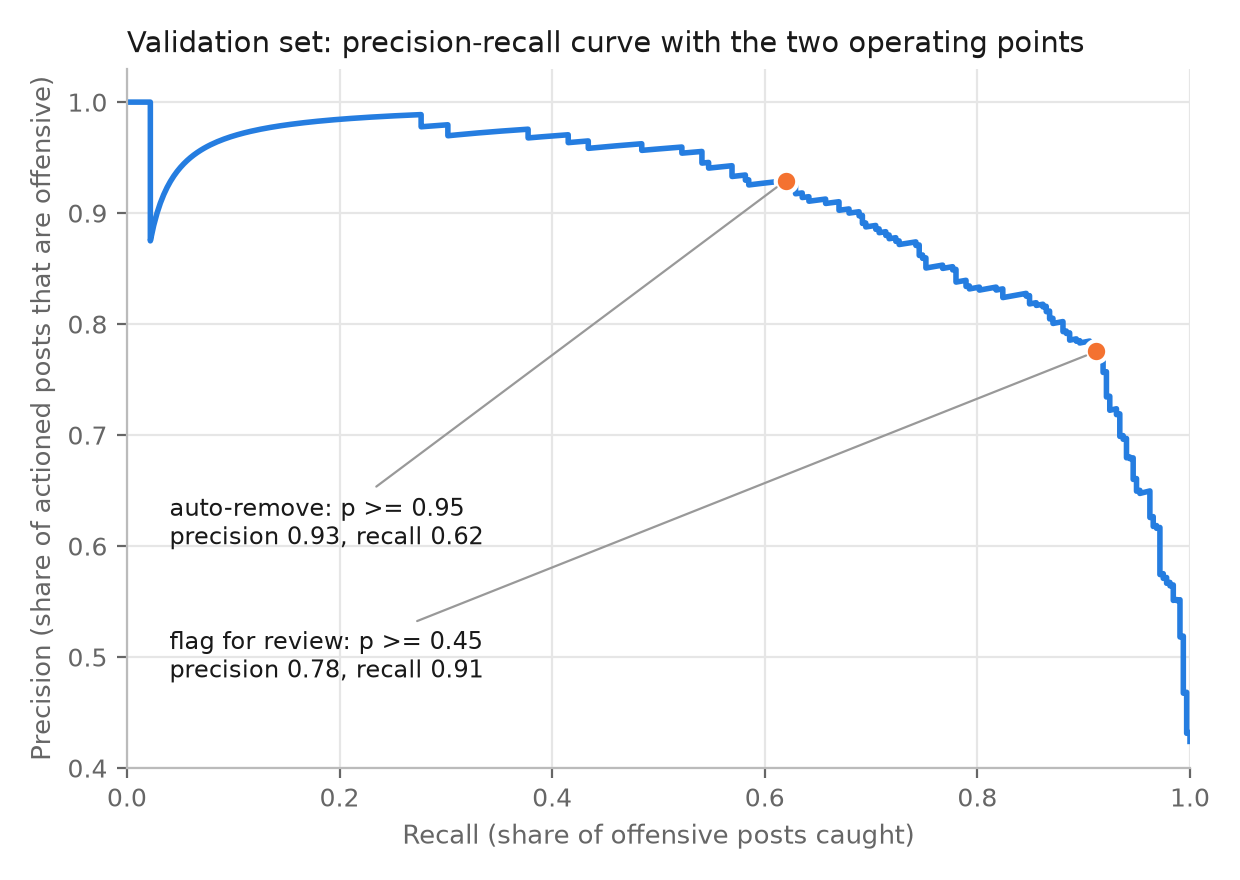 Validation set: precision-recall curve with the two operating points
Precision (share of actioned posts that are offensive)
1.0
0.9
0.8
0.7
0.6
0.5
0.4
auto-remove: p >= 0.95
precision 0.93, recall 0.62
flag for review: p >= 0.45
precision 0.78, recall 0.91
0.0 0.2 0.4 0.6 0.8 1.0
Recall (share of offensive posts caught)